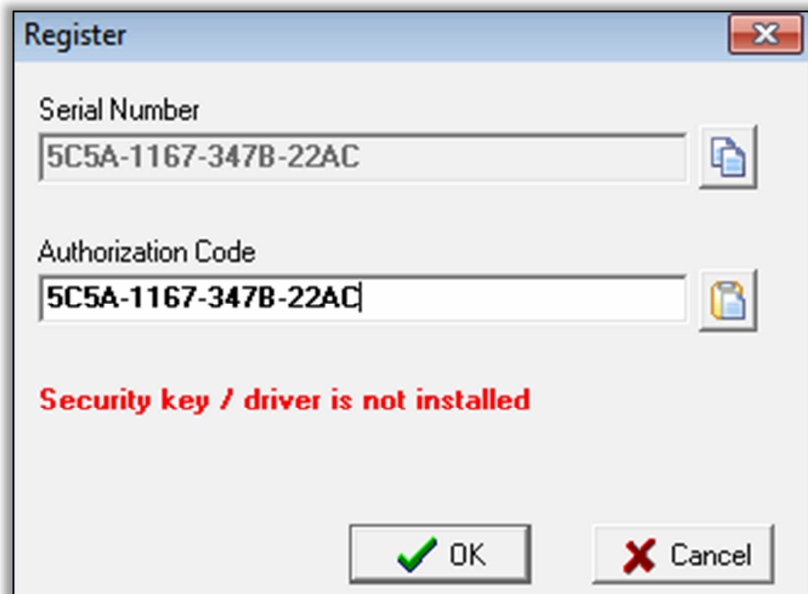 Register
Serial Number
5C5A-1167-347B-22AC
Authorization Code
5C5A-1167-347B-22AC
Security key / driver is not installed
OK
Cancel